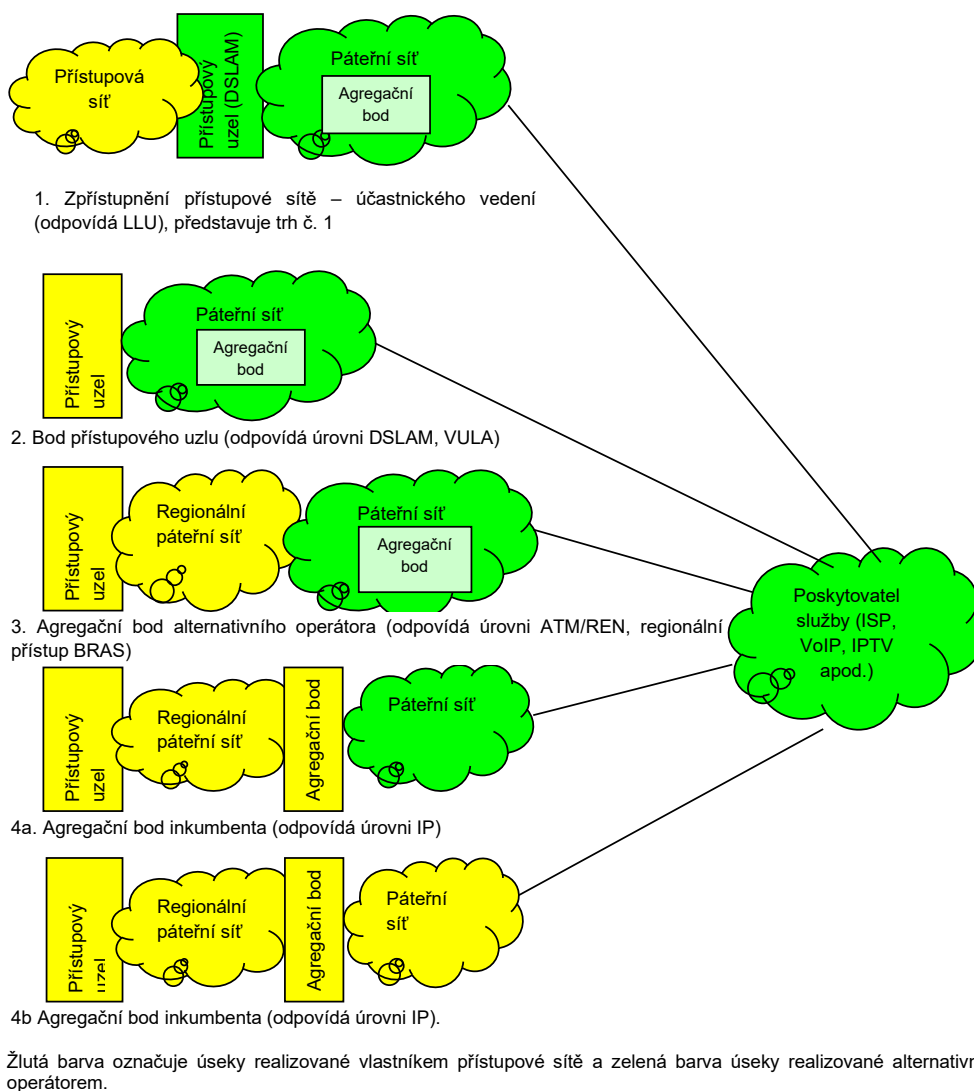 Přístupová
síť
Přístupový
uzel (DSLAM)
Páteřní síť
Agregační
bod
1. Zpřístupnění přístupové sítě – účastnického vedení
(odpovídá LLU), představuje trh č. 1
Přístupový
uzel
Páteřní síť
Agregační
bod
2. Bod přístupového uzlu (odpovídá úrovni DSLAM, VULA)
Přístupový
uzel
Regionální
páteřní síť
Páteřní síť
Agregační
bod
3. Agregační bod alternativního operátora (odpovídá úrovni ATM/REN, regionální
přístup BRAS)
Poskytovatel
služby (ISP,
VoIP, IPTV
apod.)
Přístupový
uzel
Regionální
páteřní síť
Agregační bod
Páteřní síť
4a. Agregační bod inkumbenta (odpovídá úrovni IP)
Přístupový
uzel
Regionální
páteřní síť
Agregační bod
Páteřní
síť
4b Agregační bod inkumbenta (odpovídá úrovni IP).
Žlutá barva označuje úseky realizované vlastníkem přístupové sítě a zelená barva úseky realizované
operátorem.